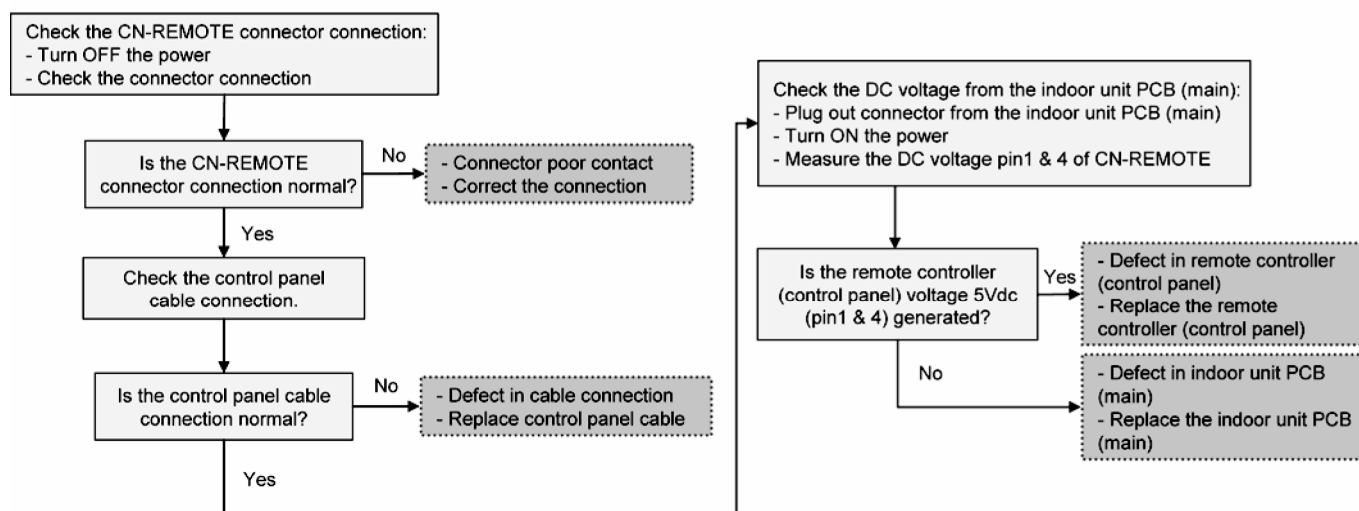 Check the CN-REMOTE connector connection:
- Turn OFF the power
- Check the connector connection
Is the CN-REMOTE
connector connection normal?
No
- Connector poor contact
- Correct the connection
Yes
Check the control panel
cable connection.
Is the control panel cable
connection normal?
No
- Defect in cable connection
- Replace control panel cable
Yes
Check the DC voltage from the indoor unit PCB (main):
- Plug out connector from the indoor unit PCB (main)
- Turn ON the power
- Measure the DC voltage pin1 & 4 of CN-REMOTE
Is the remote controller
(control panel) voltage 5Vdc
(pin1 & 4) generated?
Yes
- Defect in remote controller
(control panel)
- Replace the remote
controller (control panel)
No
- Defect in indoor unit PCB
(main)
- Replace the indoor unit PCB
(main)